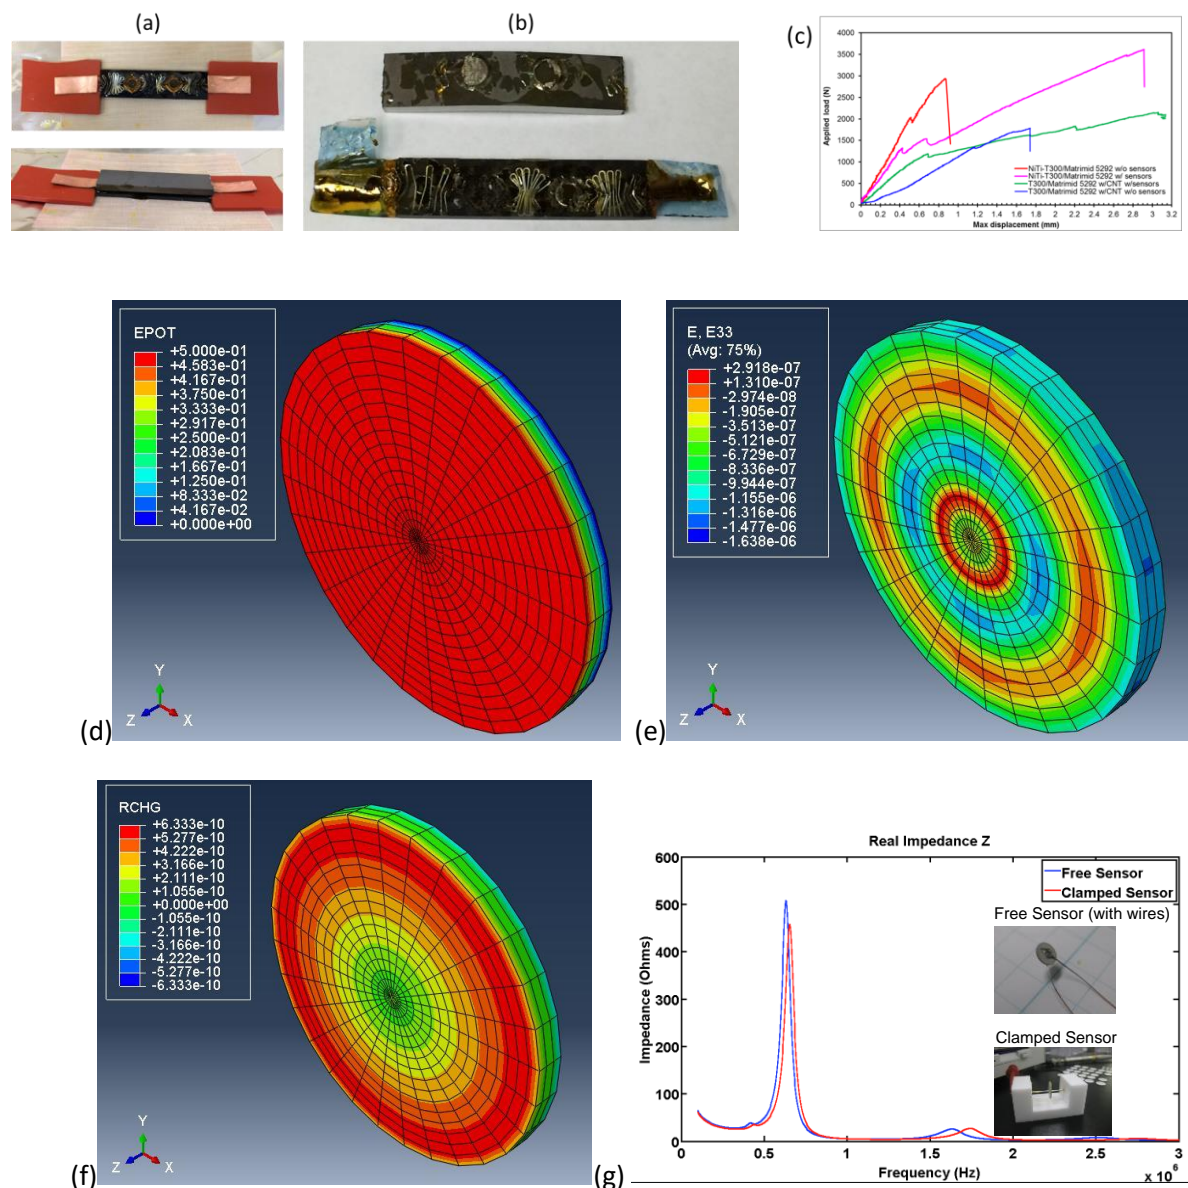 (a)
(b)
(c)
4000
3500
3000
2500
2000
1500
1000
500
0
Applied load (N)
0 0.2 0.4 0.6 0.8 1 1.2 1.4 1.6 1.8 2 2.2 2.4 2.6 2.8 3 3.2
Max displacement (mm)
NiTi-T300/Matrimid 5292 w/o sensors
NiTi-T300/Matrimid 5292 w/ sensors
T300/Matrimid 5292 w/CNT w/sensors
T300/Matrimid 5292 w/CNT w/o sensors
EPOT
+5.000e-01
+4.583e-01
+4.167e-01
+3.750e-01
+3.333e-01
+2.917e-01
+2.500e-01
+2.083e-01
+1.667e-01
+1.250e-01
+8.333e-02
+4.167e-02
+0.000e+00
Y
Z
X
(d)
E, E33
(Avg: 75%)
+2.918e-07
+1.310e-07
-2.974e-08
-1.905e-07
-3.513e-07
-5.121e-07
-6.729e-07
-8.336e-07
-9.944e-07
-1.155e-06
-1.316e-06
-1.477e-06
-1.638e-06
Y
Z
X
(e)
RCHG
+6.333e-10
+5.277e-10
+4.222e-10
+3.166e-10
+2.111e-10
+1.055e-10
+0.000e+00
-1.055e-10
-2.111e-10
-3.166e-10
-4.222e-10
-5.277e-10
-6.333e-10
Y
Z
X
(f)
Real Impedance Z
600
500
400
300
200
100
0
Impedance (Ohms)
Free Sensor
Clamped Sensor
Free Sensor (with wires)
Clamped Sensor
0 0.5 1 1.5 2 2.5 3
Frequency (Hz)
x 10⁶
(g)